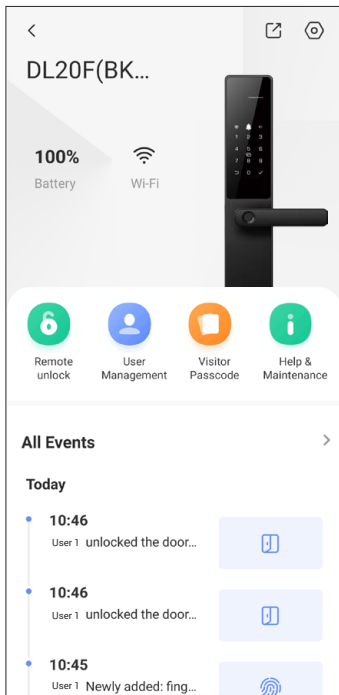 DL20F(BK...
100%
Battery
Wi-Fi
Remote
unlock
User
Management
Visitor
Passcode
Help &
Maintenance
All Events
Today
10:46
User 1 unlocked the door...
10:46
User 1 unlocked the door...
10:45
User 1 Newly added: fing...